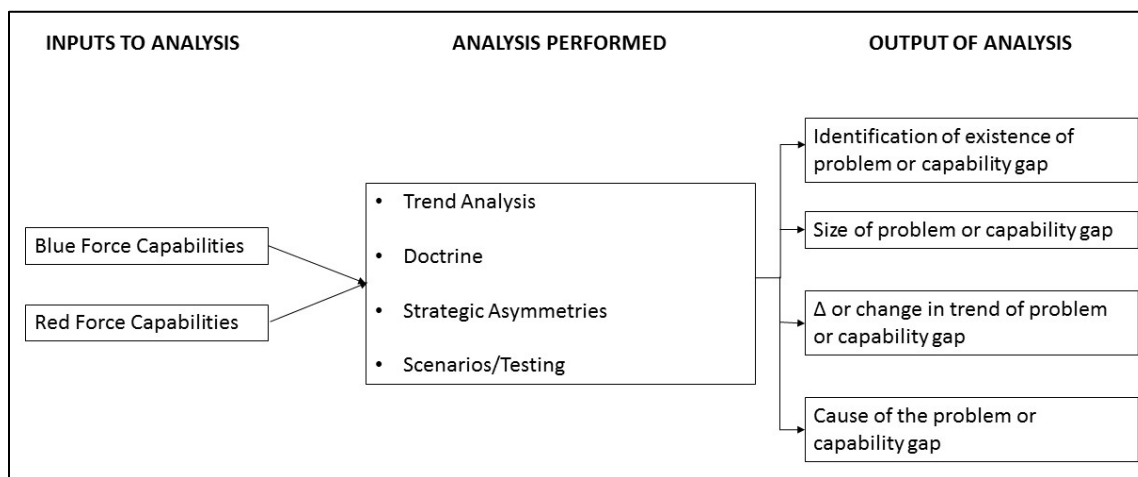 INPUTS TO ANALYSIS
ANALYSIS PERFORMED
OUTPUT OF ANALYSIS
Blue Force Capabilities
Red Force Capabilities
• Trend Analysis
• Doctrine
• Strategic Asymmetries
• Scenarios/Testing
Identification of existence of
problem or capability gap
Size of problem or capability gap
Δ or change in trend of problem
or capability gap
Cause of the problem or
capability gap